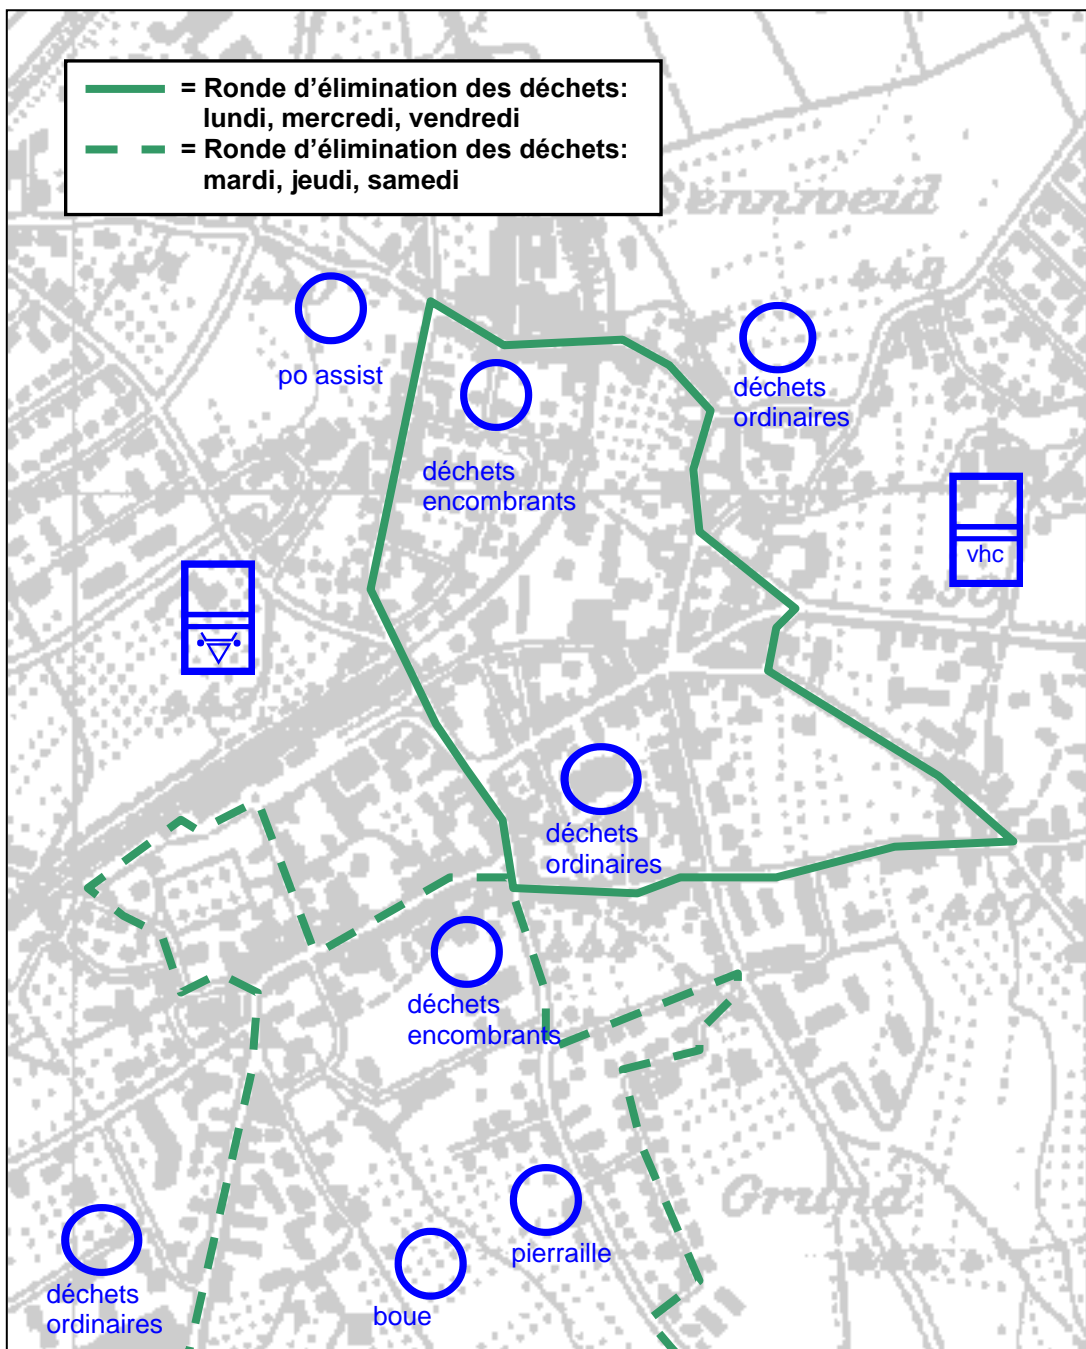 = Ronde d’élimination des déchets:
lundi, mercredi, vendredi
= Ronde d’élimination des déchets:
mardi, jeudi, samedi
po assist
déchets
ordinaires
déchets
encombrants
vhc
déchets
ordinaires
déchets
encombrants
pierraille
déchets
ordinaires
boue